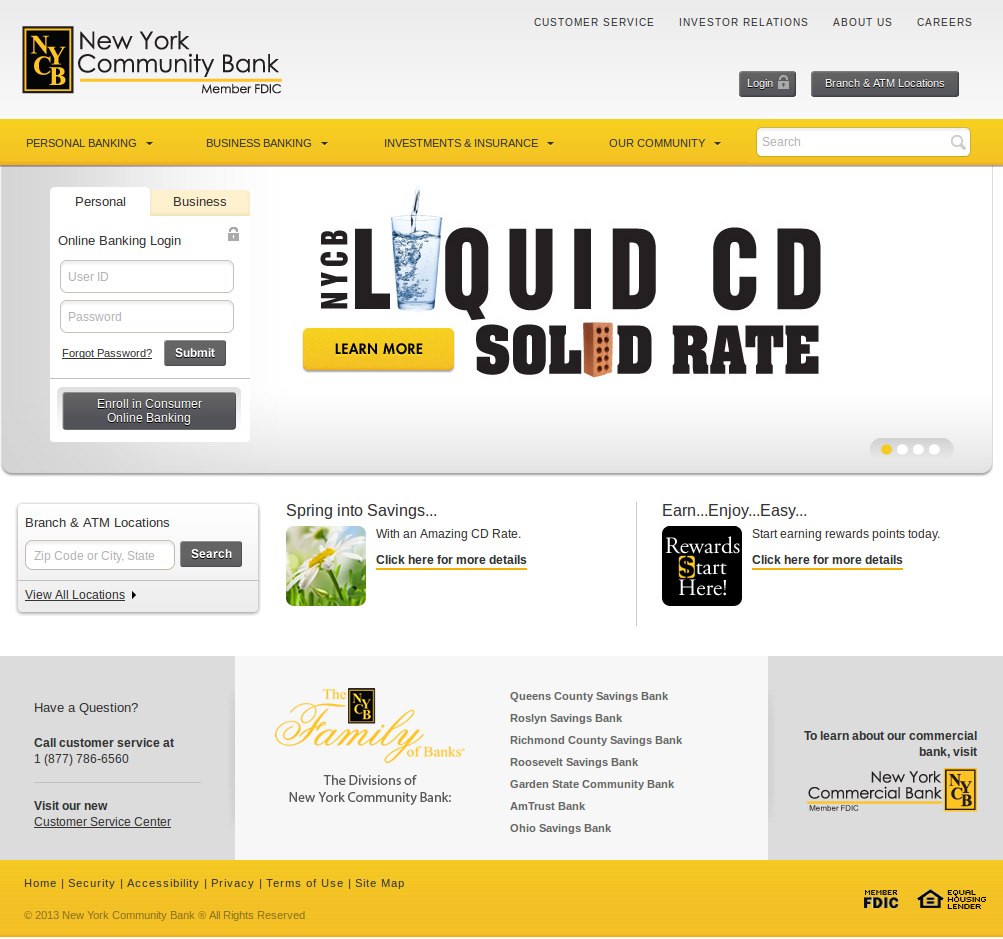 CUSTOMER SERVICE INVESTOR RELATIONS ABOUT US CAREERS
NYCB
New York
Community Bank
Member FDIC
Login
Branch & ATM Locations
PERSONAL BANKING BUSINESS BANKING INVESTMENTS & INSURANCE OUR COMMUNITY Search
Personal Business
Online Banking Login
User ID
Password
Forgot Password? Submit
Enroll in Consumer
Online Banking
NYCB LIQUID CD
SOLID RATE
LEARN MORE
Branch & ATM Locations
Zip Code or City, State Search
View All Locations
Spring into Savings...
With an Amazing CD Rate.
Click here for more details
Earn...Enjoy...Easy...
Rewards
$tart
Here!
Start earning rewards points today.
Click here for more details
Have a Question?
Call customer service at
1 (877) 786-6560
Visit our new
Customer Service Center
The NYCB
Family
of Banks®
The Divisions of
New York Community Bank:
Queens County Savings Bank
Roslyn Savings Bank
Richmond County Savings Bank
Roosevelt Savings Bank
Garden State Community Bank
AmTrust Bank
Ohio Savings Bank
To learn about our commercial
bank, visit
New York
Commercial Bank
Member FDIC
NYCB
Home | Security | Accessibility | Privacy | Terms of Use | Site Map
© 2013 New York Community Bank ® All Rights Reserved
MEMBER
FDIC
EQUAL
HOUSING
LENDER